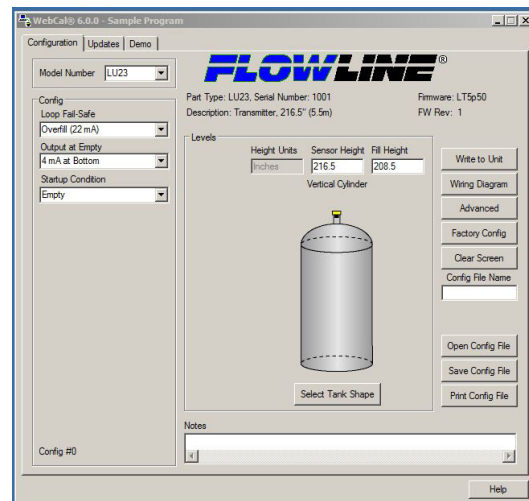 WebCal® 6.0.0 - Sample Program
Configuration Updates Demo
Model Number LU23
FLOWLINE®
Part Type: LU23, Serial Number: 1001
Firmware: LT5p50
Description: Transmitter, 216.5" (5.5m)
FW Rev: 1
Config
Loop Fail-Safe
Overfill (22 mA)
Output at Empty
4 mA at Bottom
Startup Condition
Empty
Config #0
Levels
Height Units Sensor Height Fill Height
Inches 216.5 208.5
Vertical Cylinder
Select Tank Shape
Write to Unit
Wiring Diagram
Advanced
Factory Config
Clear Screen
Config File Name
Open Config File
Save Config File
Print Config File
Notes
Help